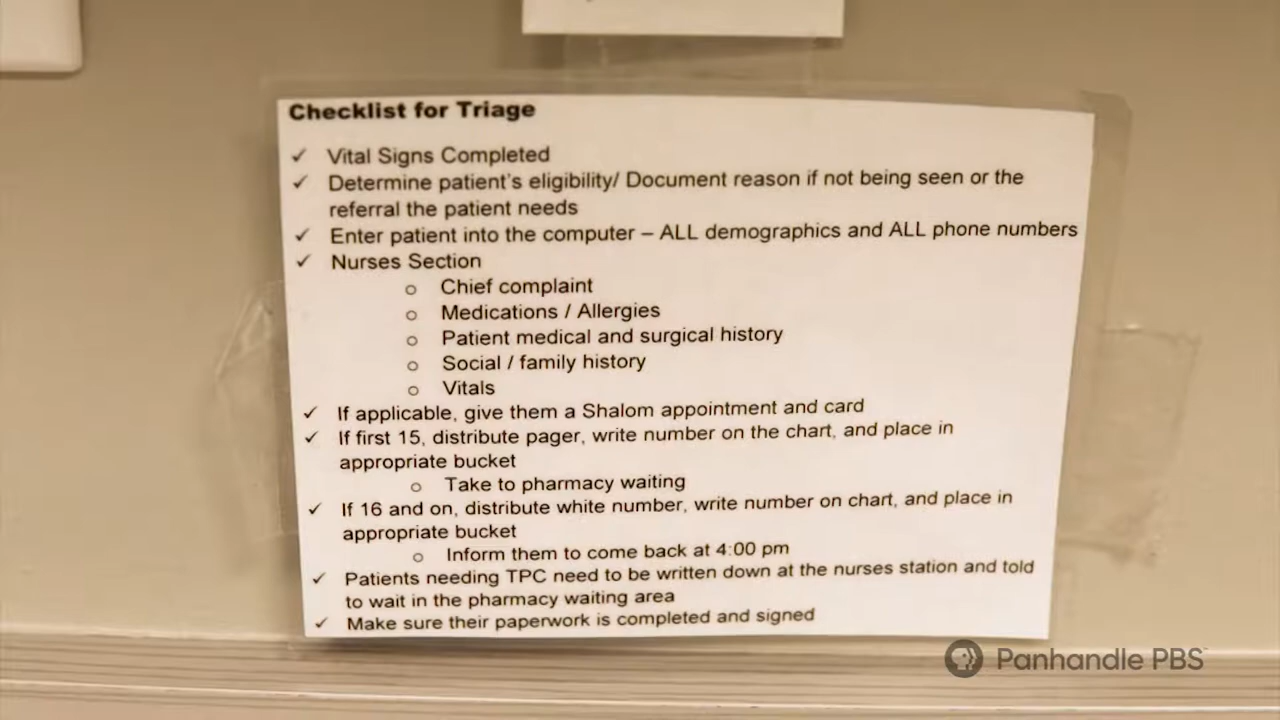 Checklist for Triage
✓ Vital Signs Completed
✓ Determine patient's eligibility/ Document reason if not being seen or the
referral the patient needs
✓ Enter patient into the computer – ALL demographics and ALL phone numbers
✓ Nurses Section
o Chief complaint
o Medications / Allergies
o Patient medical and surgical history
o Social / family history
o Vitals
✓ If applicable, give them a Shalom appointment and card
✓ If first 15, distribute pager, write number on the chart, and place in
appropriate bucket
o Take to pharmacy waiting
✓ If 16 and on, distribute white number, write number on chart, and place in
appropriate bucket
o Inform them to come back at 4:00 pm
✓ Patients needing TPC need to be written down at the nurses station and told
to wait in the pharmacy waiting area
✓ Make sure their paperwork is completed and signed
Panhandle PBS